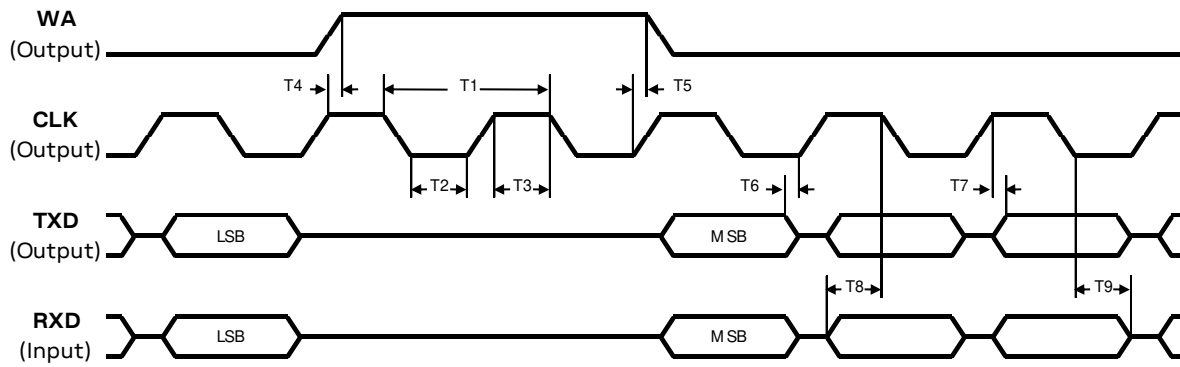 WA
(Output)
T4
T1
T5
CLK
(Output)
T2
T3
T6
T7
TXD
(Output)
LSB
MSB
T8
T9
RXD
(Input)
LSB
MSB